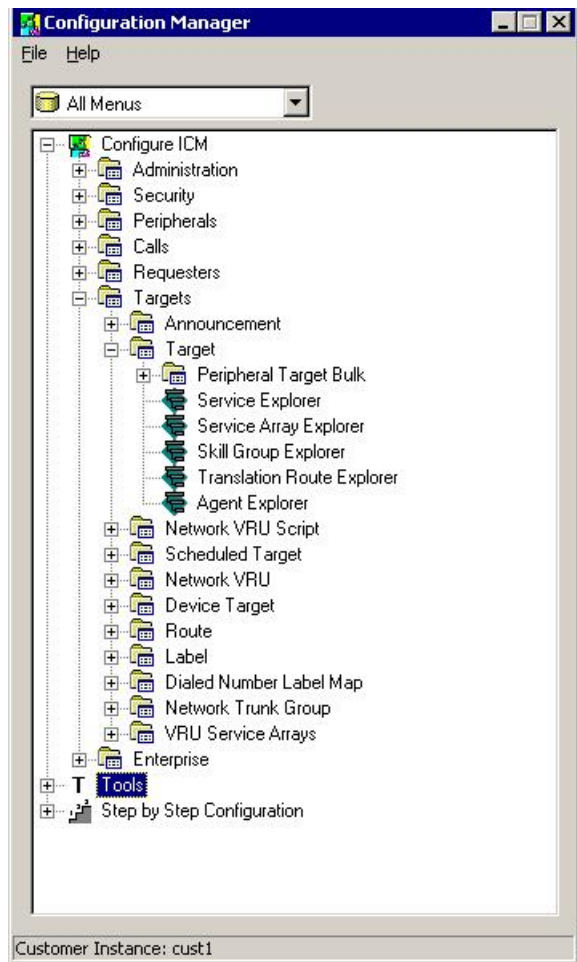 Configuration Manager
File Help
All Menus
Configure ICM
Administration
Security
Peripherals
Calls
Requesters
Targets
Announcement
Target
Peripheral Target Bulk
Service Explorer
Service Array Explorer
Skill Group Explorer
Translation Route Explorer
Agent Explorer
Network VRU Script
Scheduled Target
Network VRU
Device Target
Route
Label
Dialed Number Label Map
Network Trunk Group
VRU Service Arrays
Enterprise
T Tools
Step by Step Configuration
Customer Instance: cust1